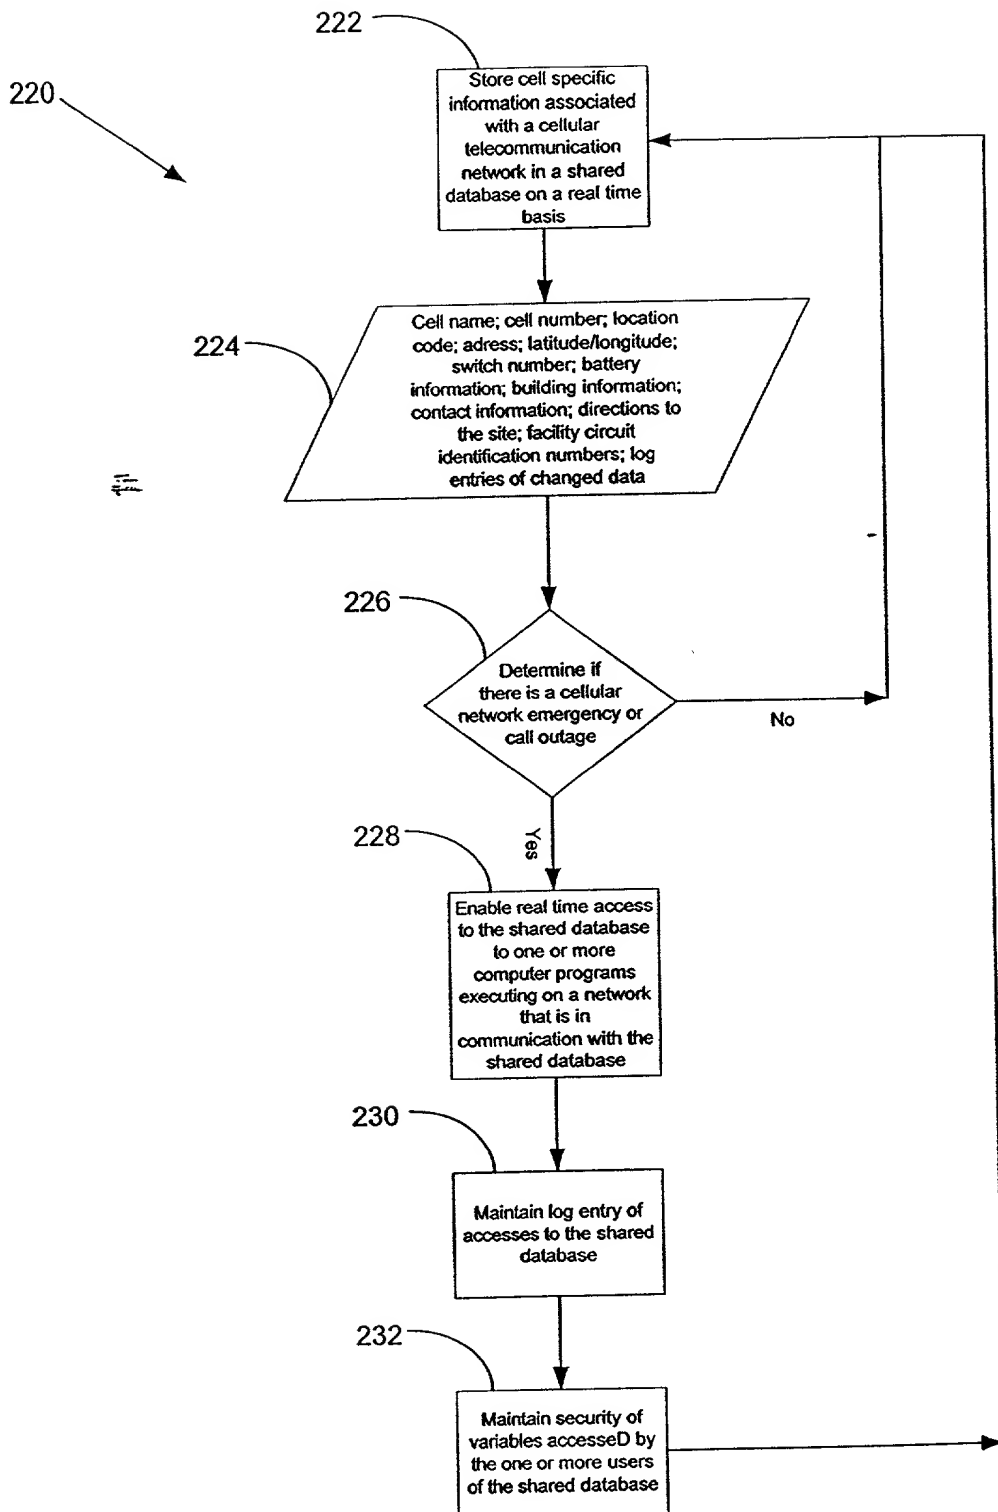 222
220
Store cell specific
information associated
with a cellular
telecommunication
network in a shared
database on a real time
basis
224
Cell name; cell number; location
code; adress; latitude/longitude;
switch number; battery
information; building information;
contact information; directions to
the site; facility circuit
identification numbers; log
entries of changed data
226
Determine if
there is a cellular
network emergency or
call outage
No
Yes
228
Enable real time access
to the shared database
to one or more
computer programs
executing on a network
that is in
communication with the
shared database
230
Maintain log entry of
accesses to the shared
database
232
Maintain security of
variables accesseD by
the one or more users
of the shared database